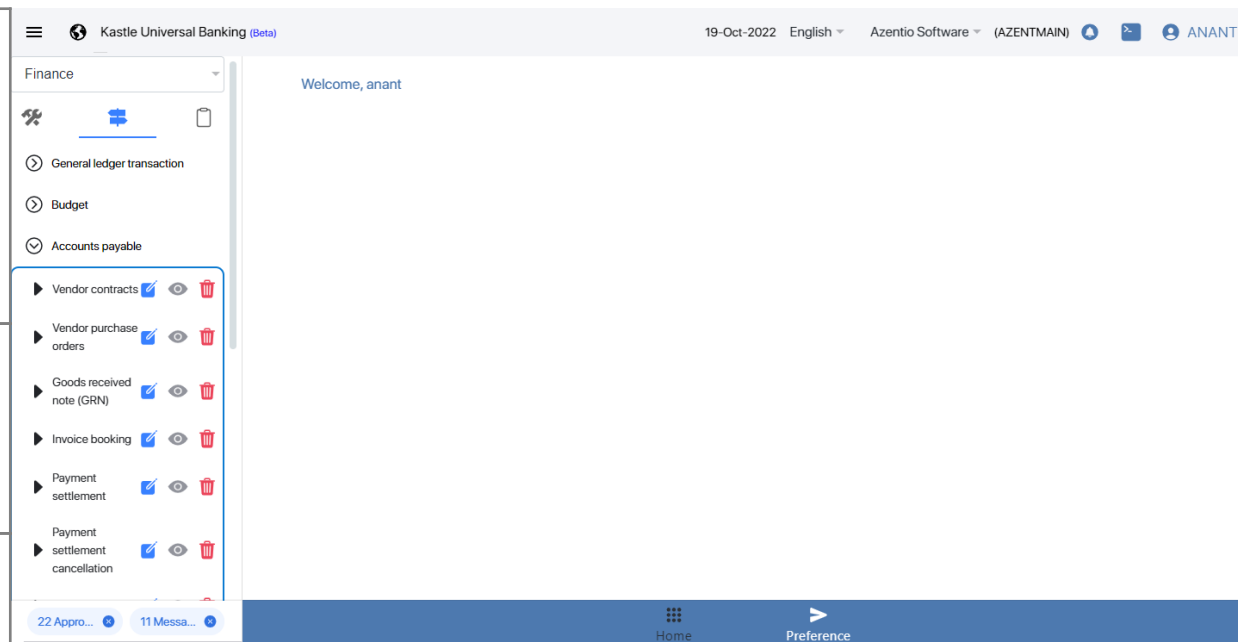 Kastle Universal Banking (Beta)
19-Oct-2022 English Azentio Software (AZENTMAIN) ANANT
Finance
Welcome, anant
General ledger transaction
Budget
Accounts payable
Vendor contracts
Vendor purchase
orders
Goods received
note (GRN)
Invoice booking
Payment
settlement
Payment
settlement
cancellation
22 Appro...
11 Messa...
Home
Preference